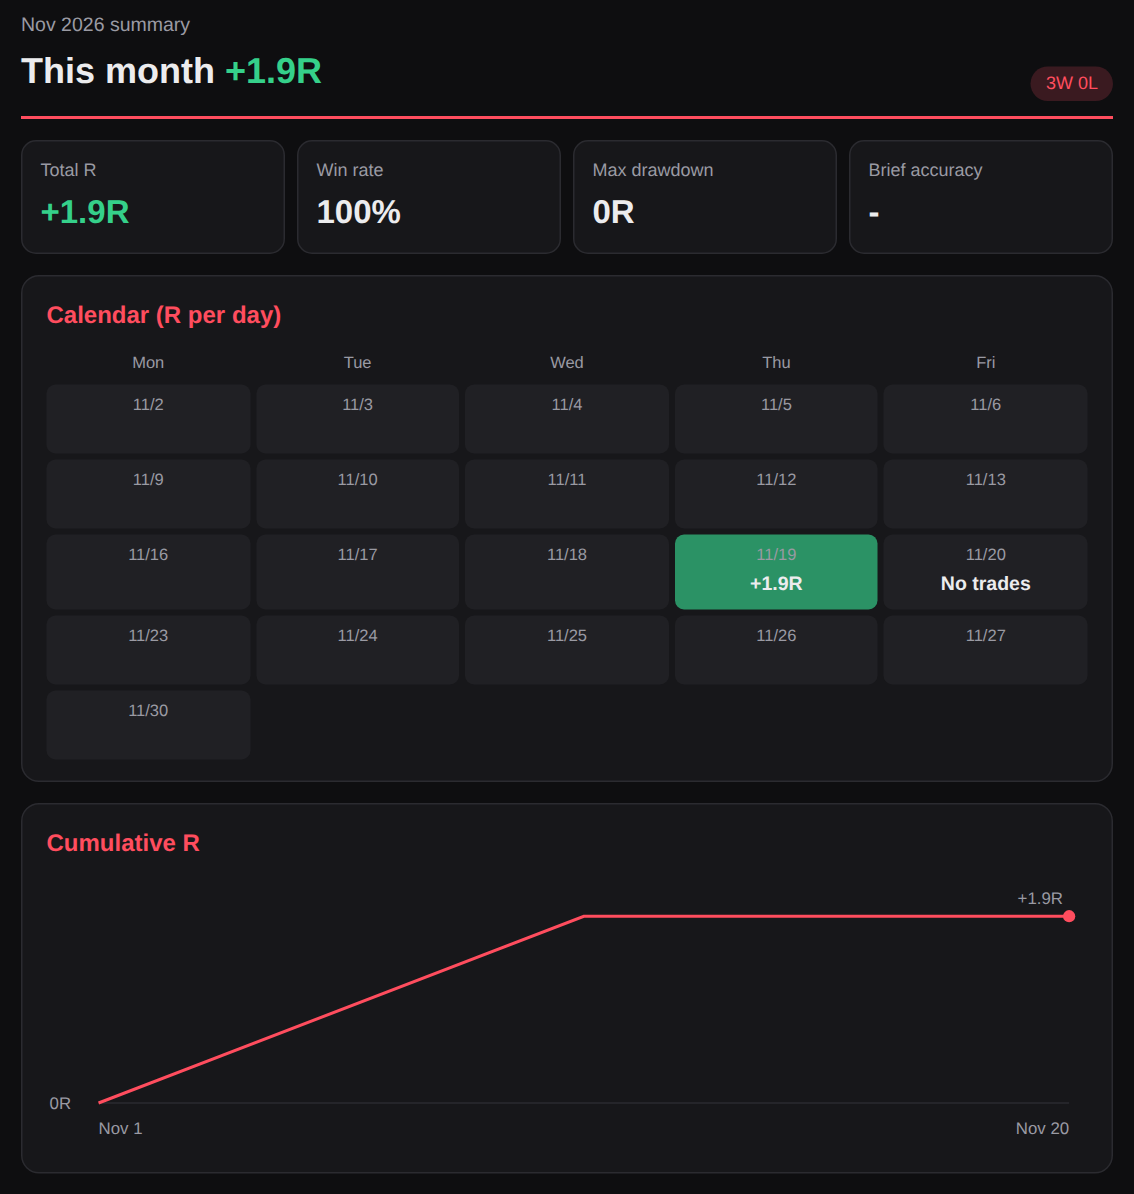 Nov 2026 summary
This month +1.9R
3W 0L
Total R
+1.9R
Win rate
100%
Max drawdown
0R
Brief accuracy
-
Calendar (R per day)
Mon Tue Wed Thu Fri
11/2 11/3 11/4 11/5 11/6
11/9 11/10 11/11 11/12 11/13
11/16 11/17 11/18 11/19 11/20
+1.9R No trades
11/23 11/24 11/25 11/26 11/27
11/30
Cumulative R
+1.9R
0R
Nov 1 Nov 20